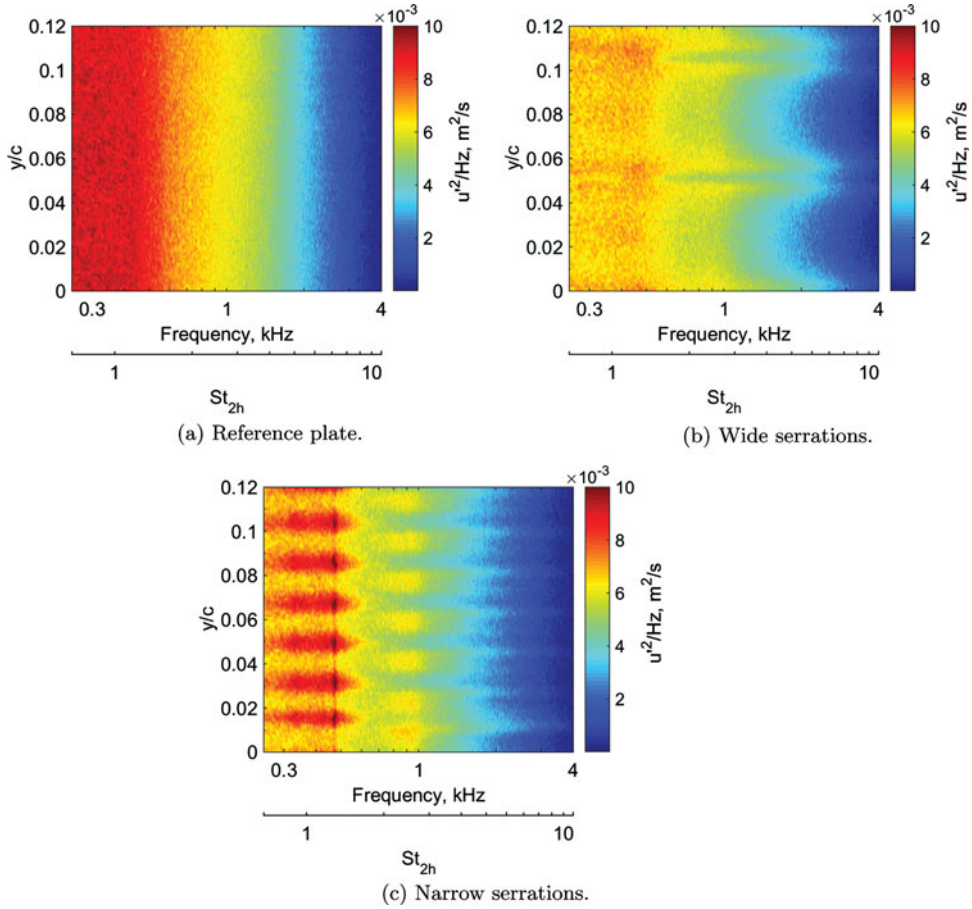 ×10⁻³
0.12
0.1
0.08
0.06
0.04
0.02
0
y/c
0.3 1 4
Frequency, kHz
1 10
St₂ₕ
10
8
6
4
2
u'²/Hz, m²/s
(a) Reference plate.
×10⁻³
0.12
0.1
0.08
0.06
0.04
0.02
0
y/c
0.3 1 4
Frequency, kHz
1 10
St₂ₕ
10
8
6
4
2
u'²/Hz, m²/s
(b) Wide serrations.
×10⁻³
0.12
0.1
0.08
0.06
0.04
0.02
0
y/c
0.3 1 4
Frequency, kHz
1 10
St₂ₕ
10
8
6
4
2
u'²/Hz, m²/s
(c) Narrow serrations.